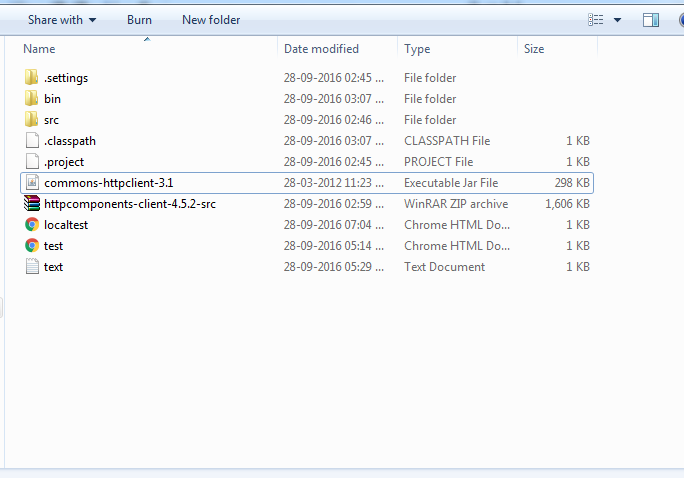 Share with Burn New folder
Name Date modified Type Size
.settings 28-09-2016 02:45 ... File folder
bin 28-09-2016 03:07 ... File folder
src 28-09-2016 02:46 ... File folder
.classpath 28-09-2016 03:07 ... CLASSPATH File 1 KB
.project 28-09-2016 02:45 ... PROJECT File 1 KB
commons-httpclient-3.1 28-03-2012 11:23 ... Executable Jar File 298 KB
httpcomponents-client-4.5.2-src 28-09-2016 02:59 ... WinRAR ZIP archive 1,606 KB
localtest 28-09-2016 07:04 ... Chrome HTML Do... 1 KB
test 28-09-2016 05:14 ... Chrome HTML Do... 1 KB
text 28-09-2016 05:29 ... Text Document 1 KB